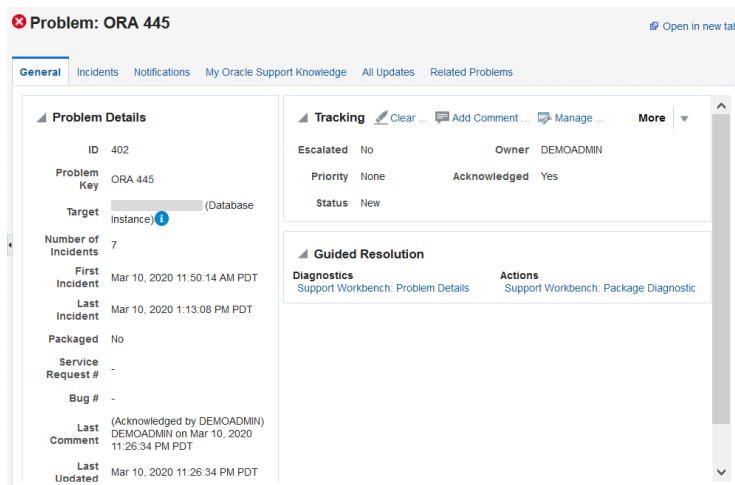 Problem: ORA 445
Open in new tab
General Incidents Notifications My Oracle Support Knowledge All Updates Related Problems
Problem Details
ID 402
Problem Key ORA 445
Target (Database Instance)
Number of Incidents 7
First Incident Mar 10, 2020 11:50:14 AM PDT
Last Incident Mar 10, 2020 1:13:08 PM PDT
Packaged No
Service Request # -
Bug # -
Last Comment (Acknowledged by DEMOADMIN) DEMOADMIN on Mar 10, 2020 11:26:34 PM PDT
Last Updated Mar 10, 2020 11:26:34 PM PDT
Tracking Clear ... Add Comment ... Manage ... More
Escalated No Owner DEMOADMIN
Priority None Acknowledged Yes
Status New
Guided Resolution
Diagnostics Actions
Support Workbench: Problem Details Support Workbench: Package Diagnostic